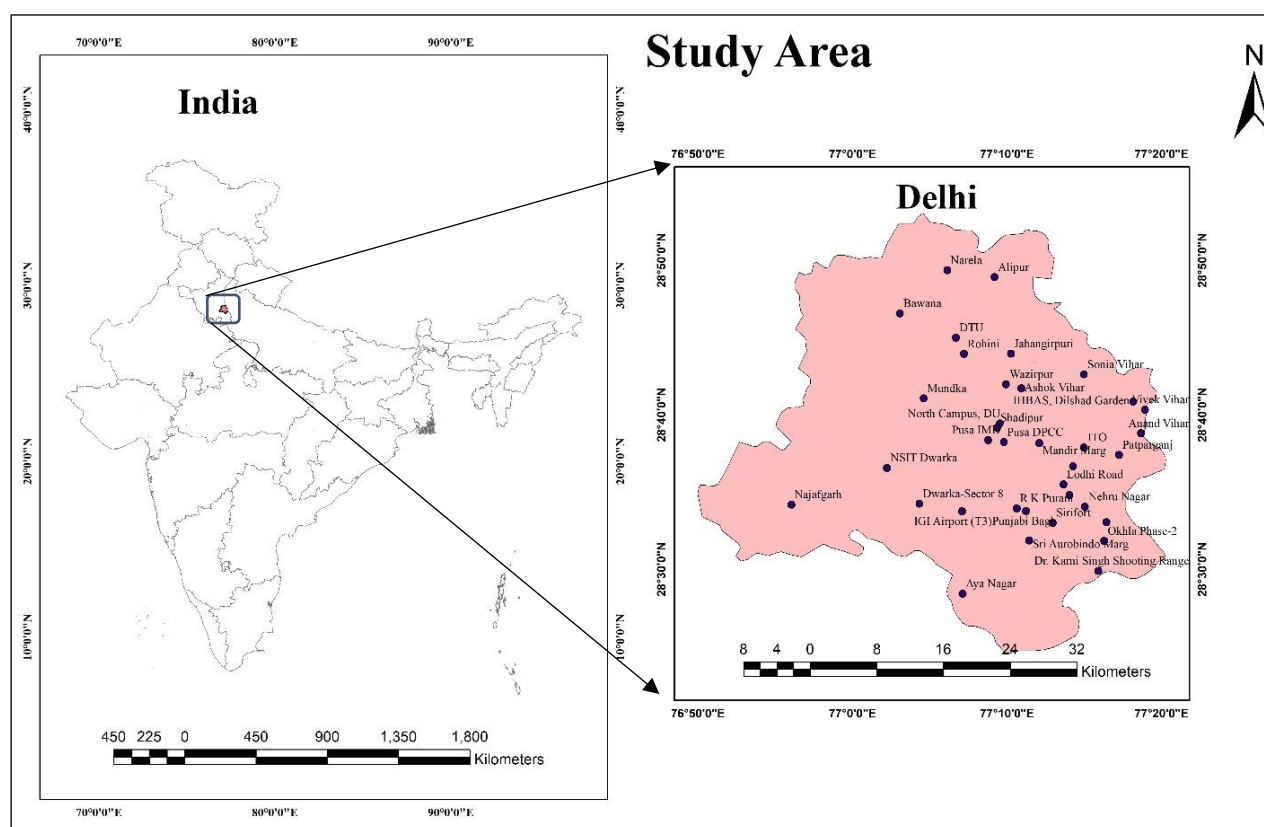 Study Area
N
India
70°0'0"E 80°0'0"E 90°0'0"E
40°0'0"N
30°0'0"N
20°0'0"N
10°0'0"N
40°0'0"N
30°0'0"N
20°0'0"N
10°0'0"N
450 225 0 450 900 1,350 1,800
Kilometers
70°0'0"E 80°0'0"E 90°0'0"E
76°50'0"E 77°0'0"E 77°10'0"E 77°20'0"E
Delhi
28°50'0"N
28°40'0"N
28°30'0"N
28°50'0"N
28°40'0"N
28°30'0"N
Narela
Alipur
Bawana
DTU
Rohini
Jahangirpuri
Sonia Vihar
Wazirpur
Ashok Vihar
Mundka
IHBAS, Dilshad Garden
Vivek Vihar
North Campus, DU
Shadipur
Anand Vihar
Pusa IMD
Pusa DPCC
ITO
Mandir Marg
Patparganj
NSIT Dwarka
Lodhi Road
Najafgarh
Dwarka-Sector 8
R K Puram
Nehru Nagar
IGI Airport (T3)
Punjabi Bagh
Sirifort
Okhla Phase-2
Sri Aurobindo Marg
Dr. Karni Singh Shooting Range
Aya Nagar
8 4 0 8 16 24 32
Kilometers
76°50'0"E 77°0'0"E 77°10'0"E 77°20'0"E